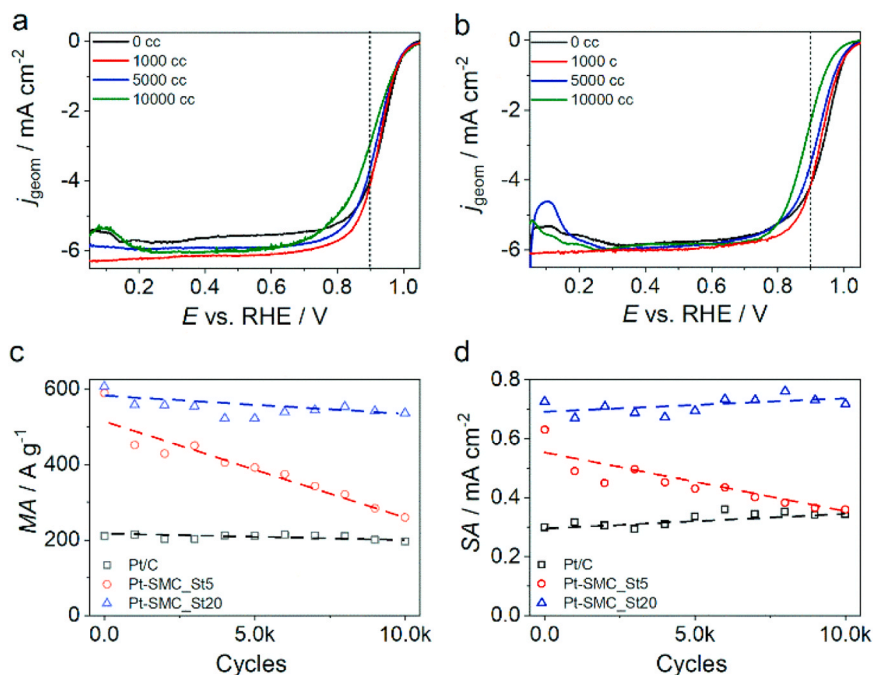 a
0 cc
1000 cc
5000 cc
10000 cc
0
-2
-4
-6
j_geom / mA cm⁻²
0.2 0.4 0.6 0.8 1.0
E vs. RHE / V
b
0 cc
1000 c
5000 cc
10000 cc
0
-2
-4
-6
j_geom / mA cm⁻²
0.2 0.4 0.6 0.8 1.0
E vs. RHE / V
c
600
400
200
0
MA / A g⁻¹
Pt/C
Pt-SMC_St5
Pt-SMC_St20
0.0 5.0k 10.0k
Cycles
d
0.8
0.6
0.4
0.2
0.0
SA / mA cm⁻²
Pt/C
Pt-SMC_St5
Pt-SMC_St20
0.0 5.0k 10.0k
Cycles